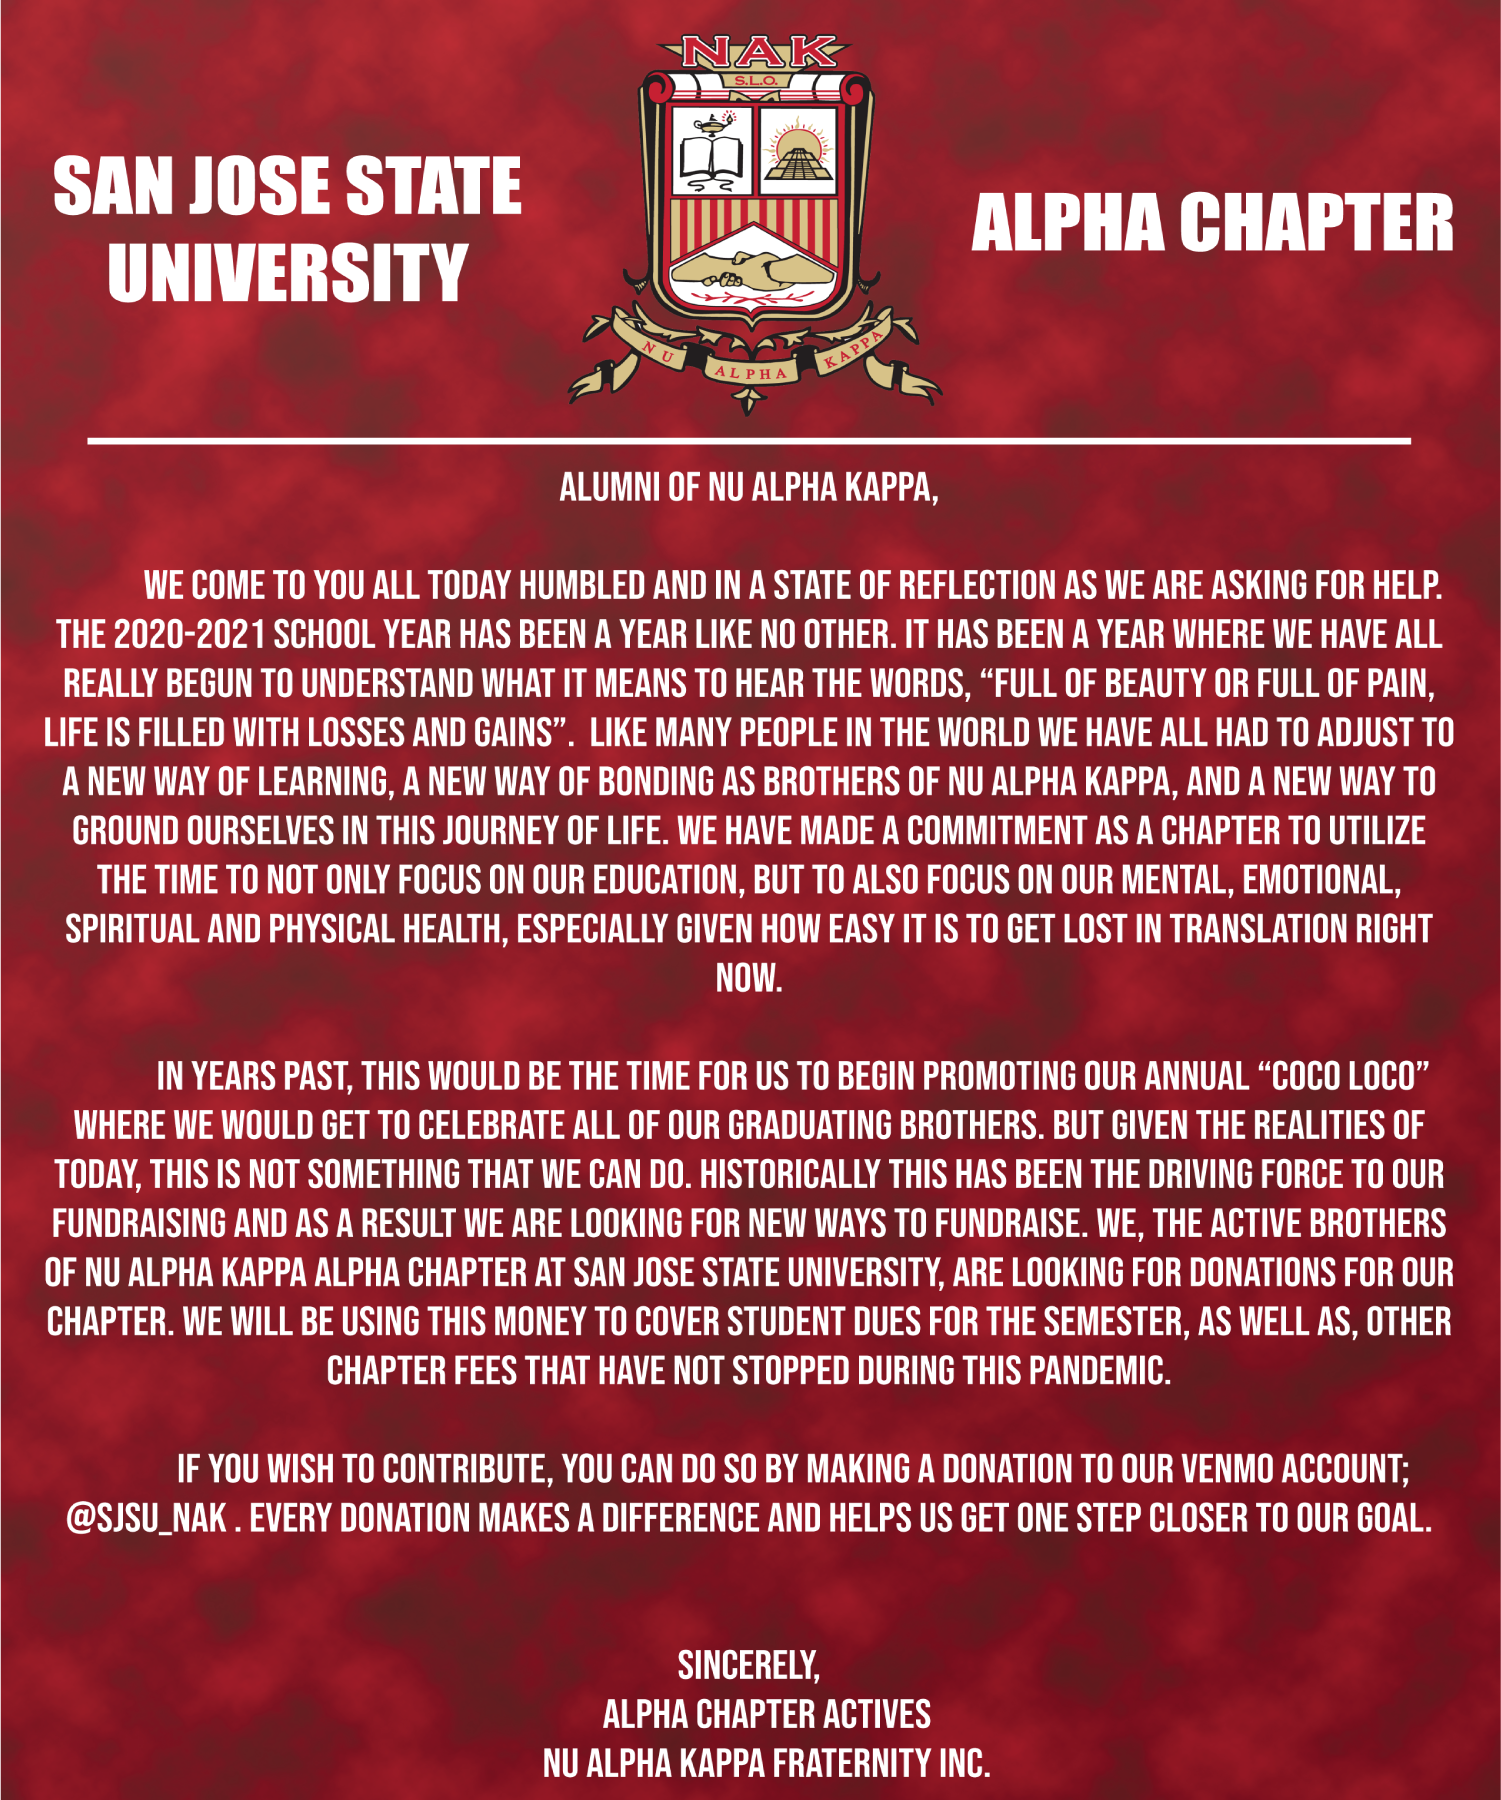 NAK
S.L.O.
SAN JOSE STATE
UNIVERSITY
ALPHA CHAPTER
NU ALPHA KAPPA
ALUMNI OF NU ALPHA KAPPA,
WE COME TO YOU ALL TODAY HUMBLED AND IN A STATE OF REFLECTION AS WE ARE ASKING FOR HELP.
THE 2020-2021 SCHOOL YEAR HAS BEEN A YEAR LIKE NO OTHER. IT HAS BEEN A YEAR WHERE WE HAVE ALL
REALLY BEGUN TO UNDERSTAND WHAT IT MEANS TO HEAR THE WORDS, “FULL OF BEAUTY OR FULL OF PAIN,
LIFE IS FILLED WITH LOSSES AND GAINS”. LIKE MANY PEOPLE IN THE WORLD WE HAVE ALL HAD TO ADJUST TO
A NEW WAY OF LEARNING, A NEW WAY OF BONDING AS BROTHERS OF NU ALPHA KAPPA, AND A NEW WAY TO
GROUND OURSELVES IN THIS JOURNEY OF LIFE. WE HAVE MADE A COMMITMENT AS A CHAPTER TO UTILIZE
THE TIME TO NOT ONLY FOCUS ON OUR EDUCATION, BUT TO ALSO FOCUS ON OUR MENTAL, EMOTIONAL,
SPIRITUAL AND PHYSICAL HEALTH, ESPECIALLY GIVEN HOW EASY IT IS TO GET LOST IN TRANSLATION RIGHT
NOW.
IN YEARS PAST, THIS WOULD BE THE TIME FOR US TO BEGIN PROMOTING OUR ANNUAL “COCO LOCO”
WHERE WE WOULD GET TO CELEBRATE ALL OF OUR GRADUATING BROTHERS. BUT GIVEN THE REALITIES OF
TODAY, THIS IS NOT SOMETHING THAT WE CAN DO. HISTORICALLY THIS HAS BEEN THE DRIVING FORCE TO OUR
FUNDRAISING AND AS A RESULT WE ARE LOOKING FOR NEW WAYS TO FUNDRAISE. WE, THE ACTIVE BROTHERS
OF NU ALPHA KAPPA ALPHA CHAPTER AT SAN JOSE STATE UNIVERSITY, ARE LOOKING FOR DONATIONS FOR OUR
CHAPTER. WE WILL BE USING THIS MONEY TO COVER STUDENT DUES FOR THE SEMESTER, AS WELL AS, OTHER
CHAPTER FEES THAT HAVE NOT STOPPED DURING THIS PANDEMIC.
IF YOU WISH TO CONTRIBUTE, YOU CAN DO SO BY MAKING A DONATION TO OUR VENMO ACCOUNT;
@SJSU_NAK . EVERY DONATION MAKES A DIFFERENCE AND HELPS US GET ONE STEP CLOSER TO OUR GOAL.
SINCERELY,
ALPHA CHAPTER ACTIVES
NU ALPHA KAPPA FRATERNITY INC.